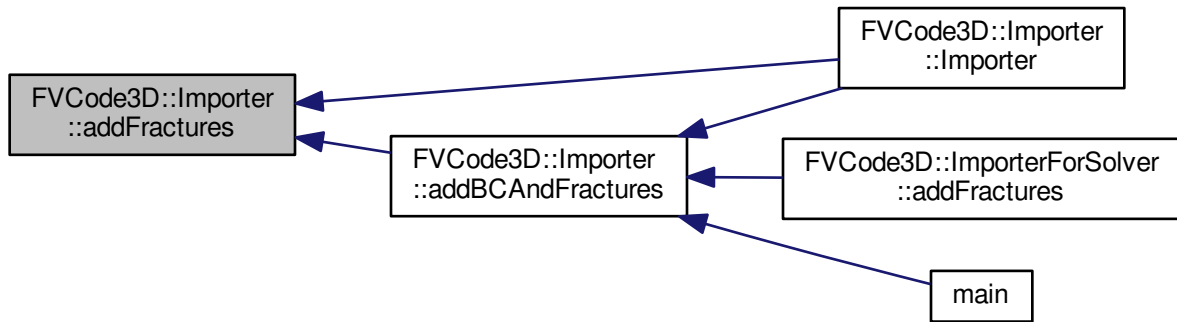 FVCode3D::Importer
::addFractures
FVCode3D::Importer
::addBCAndFractures
FVCode3D::Importer
::Importer
FVCode3D::ImporterForSolver
::addFractures
main